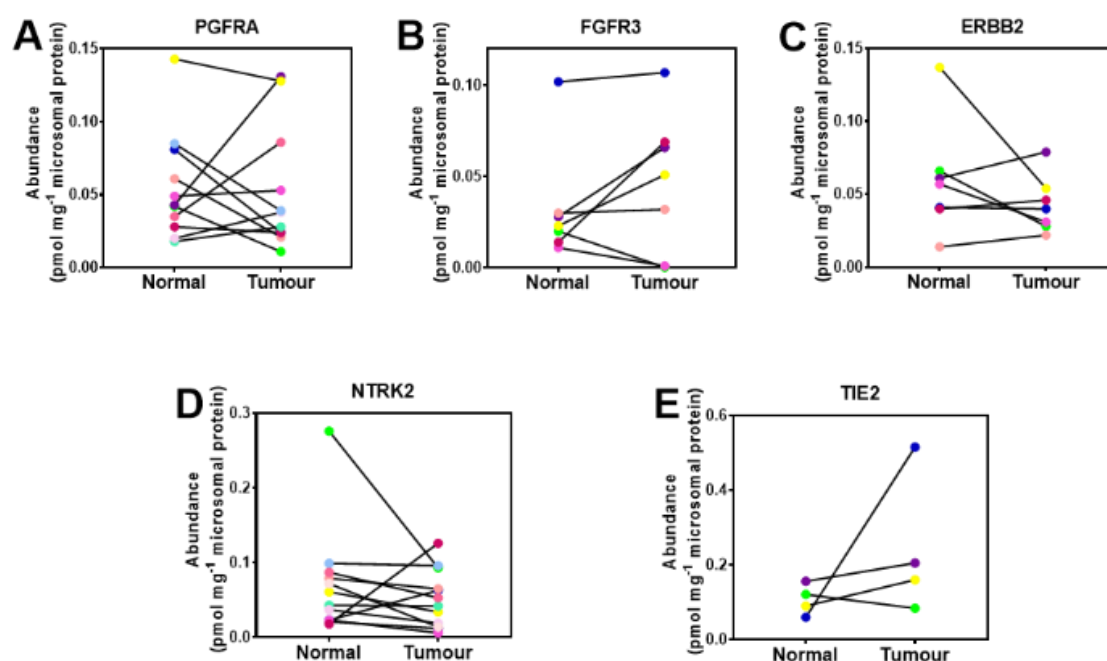 A
PGFRA
Abundance
(pmol mg-1 microsomal protein)
0.15
0.10
0.05
0.00
Normal Tumour
B
FGFR3
Abundance
(pmol mg-1 microsomal protein)
0.10
0.05
0.00
Normal Tumour
C
ERBB2
Abundance
(pmol mg-1 microsomal protein)
0.15
0.10
0.05
0.00
Normal Tumour
D
NTRK2
Abundance
(pmol mg-1 microsomal protein)
0.3
0.2
0.1
0.0
Normal Tumour
E
TIE2
Abundance
(pmol mg-1 microsomal protein)
0.6
0.4
0.2
0.0
Normal Tumour